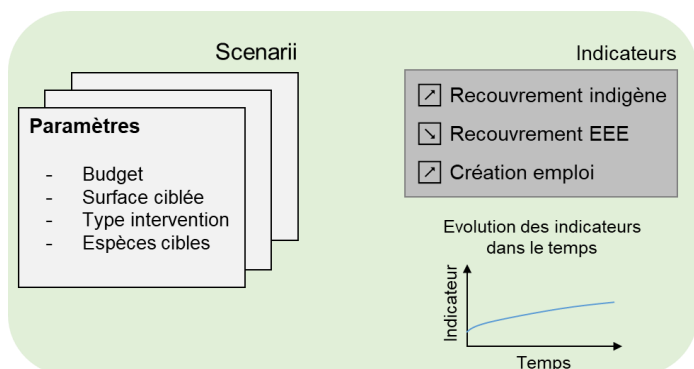 Scenarii
Paramètres
- Budget
- Surface ciblée
- Type intervention
- Espèces cibles
Indicateurs
Recouvrement indigène
Recouvrement EEE
Création emploi
Evolution des indicateurs
dans le temps
Indicateur
Temps